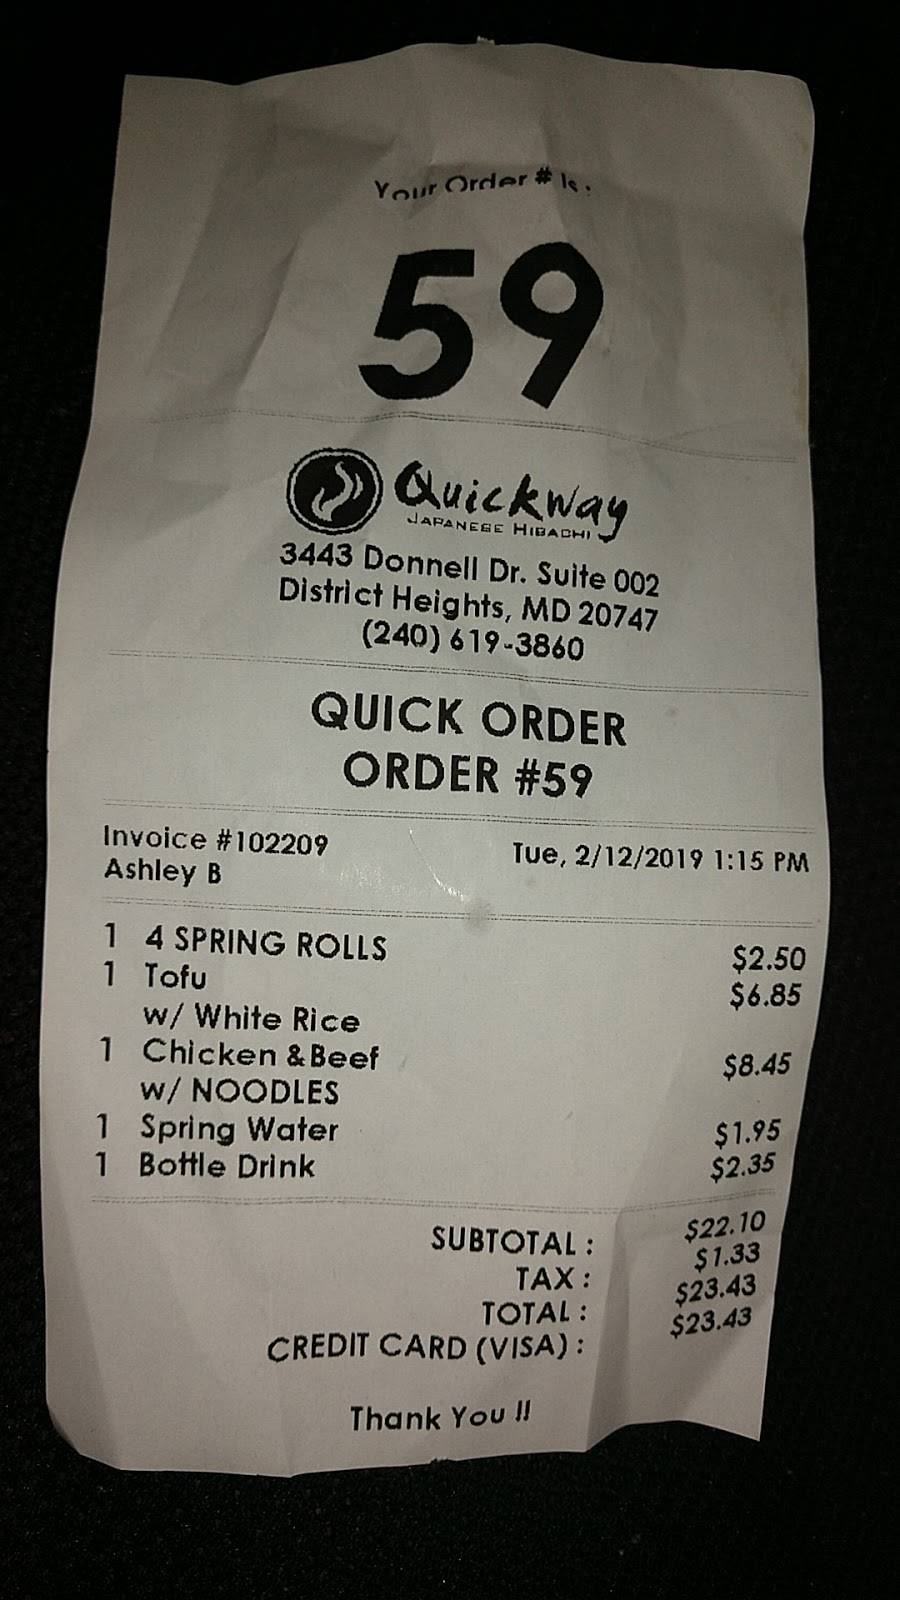 Your Order # Is :
59
Quickway
JAPANESE HIBACHI
3443 Donnell Dr. Suite 002
District Heights, MD 20747
(240) 619-3860
QUICK ORDER
ORDER #59
Invoice #102209 Tue, 2/12/2019 1:15 PM
Ashley B
1 4 SPRING ROLLS $2.50
1 Tofu $6.85
w/ White Rice
1 Chicken & Beef $8.45
w/ NOODLES
1 Spring Water $1.95
1 Bottle Drink $2.35
SUBTOTAL : $22.10
TAX : $1.33
TOTAL : $23.43
CREDIT CARD (VISA) : $23.43
Thank You !!